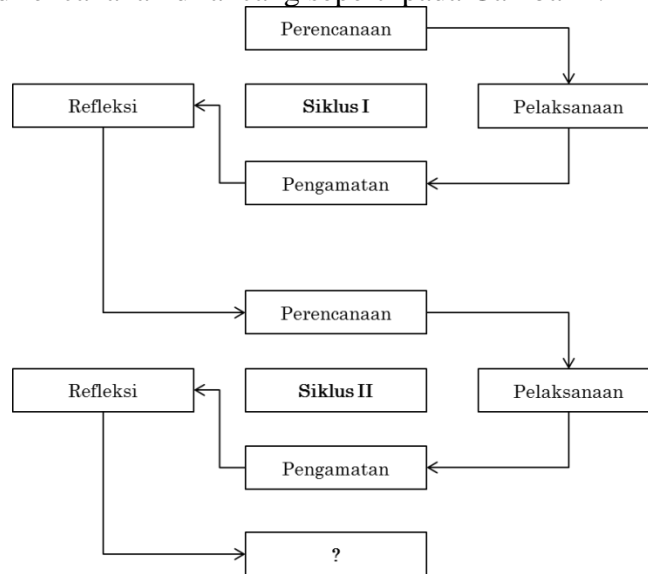 Perencanaan
Refleksi
Siklus I
Pelaksanaan
Pengamatan
Perencanaan
Refleksi
Siklus II
Pelaksanaan
Pengamatan
?